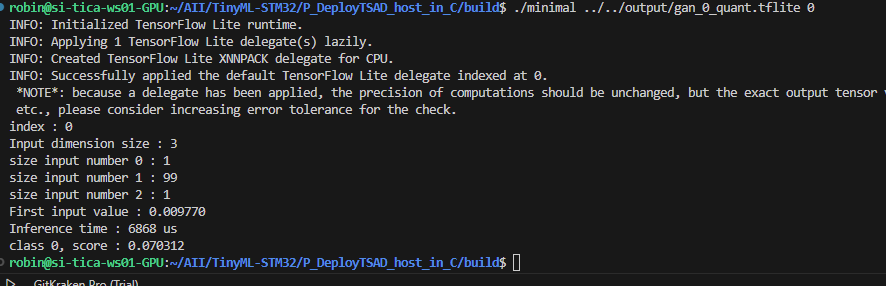 robin@si-tica-ws01-GPU:~/AII/TinyML-STM32/P_DeployTSAD_host_in_C/build$ ./minimal ../../output/gan_0_quant.tflite 0
INFO: Initialized TensorFlow Lite runtime.
INFO: Applying 1 TensorFlow Lite delegate(s) lazily.
INFO: Created TensorFlow Lite XNNPACK delegate for CPU.
INFO: Successfully applied the default TensorFlow Lite delegate indexed at 0.
*NOTE*: because a delegate has been applied, the precision of computations should be unchanged, but the exact output tensor
etc., please consider increasing error tolerance for the check.
index : 0
Input dimension size : 3
size input number 0 : 1
size input number 1 : 99
size input number 2 : 1
First input value : 0.009770
Inference time : 6868 us
class 0, score : 0.070312
robin@si-tica-ws01-GPU:~/AII/TinyML-STM32/P_DeployTSAD_host_in_C/build$
GitKraken Pro (Trial)